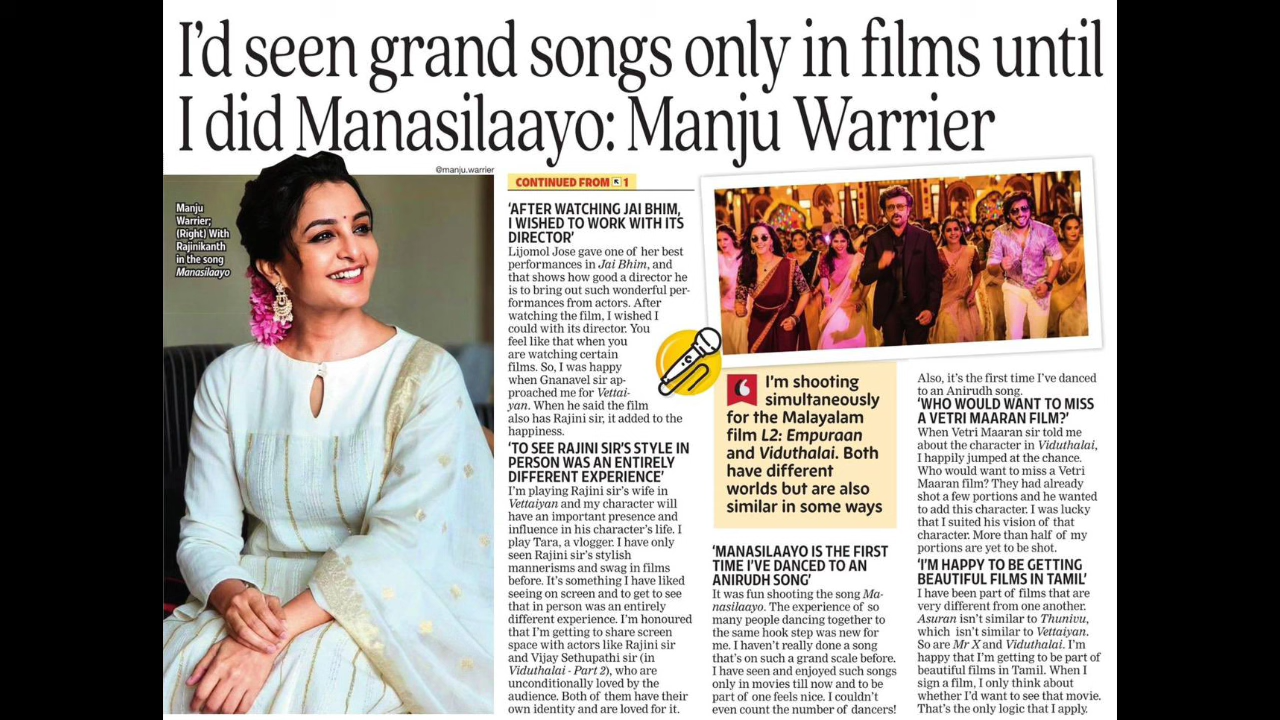 I'd seen grand songs only in films until
I did Manasilaayo: Manju Warrier
@manju.warrier
Manju
Warrier;
(Right) With
Rajinikanth
in the song
Manasilaayo
CONTINUED FROM 1
‘AFTER WATCHING JAI BHIM,
I WISHED TO WORK WITH ITS
DIRECTOR’
Lijomol Jose gave one of her best
performances in Jai Bhim, and
that shows how good a director he
is to bring out such wonderful per-
formances from actors. After
watching the film, I wished I
could with its director. You
feel like that when you
are watching certain
films. So, I was happy
when Gnanavel sir ap-
proached me for Vettai-
yan. When he said the film
also has Rajini sir, it added to the
happiness.
‘TO SEE RAJINI SIR'S STYLE IN
PERSON WAS AN ENTIRELY
DIFFERENT EXPERIENCE’
I'm playing Rajini sir's wife in
Vettaiyan and my character will
have an important presence and
influence in his character's life. I
play Tara, a vlogger. I have only
seen Rajini sir's stylish
mannerisms and swag in films
before. It's something I have liked
seeing on screen and to get to see
that in person was an entirely
different experience. I'm honoured
that I'm getting to share screen
space with actors like Rajini sir
and Vijay Sethupathi sir (in
Viduthalai - Part 2), who are
unconditionally loved by the
audience. Both of them have their
own identity and are loved for it.
I'm shooting
simultaneously
for the Malayalam
film L2: Empuraan
and Viduthalai. Both
have different
worlds but are also
similar in some ways
‘MANASILAAYO IS THE FIRST
TIME I'VE DANCED TO AN
ANIRUDH SONG’
It was fun shooting the song Ma-
nasilaayo. The experience of so
many people dancing together to
the same hook step was new for
me. I haven't really done a song
that's on such a grand scale before.
I have seen and enjoyed such songs
only in movies till now and to be
part of one feels nice. I couldn't
even count the number of dancers!
Also, it's the first time I've danced
to an Anirudh song.
‘WHO WOULD WANT TO MISS
A VETRI MAARAN FILM?’
When Vetri Maaran sir told me
about the character in Viduthalai,
I happily jumped at the chance.
Who would want to miss a Vetri
Maaran film? They had already
shot a few portions and he wanted
to add this character. I was lucky
that I suited his vision of that
character. More than half of my
portions are yet to be shot.
‘I'M HAPPY TO BE GETTING
BEAUTIFUL FILMS IN TAMIL’
I have been part of films that are
very different from one another.
Asuran isn't similar to Thunivu,
which isn't similar to Vettaiyan.
So are Mr X and Viduthalai. I'm
happy that I'm getting to be part of
beautiful films in Tamil. When I
sign a film, I only think about
whether I'd want to see that movie.
That's the only logic that I apply.